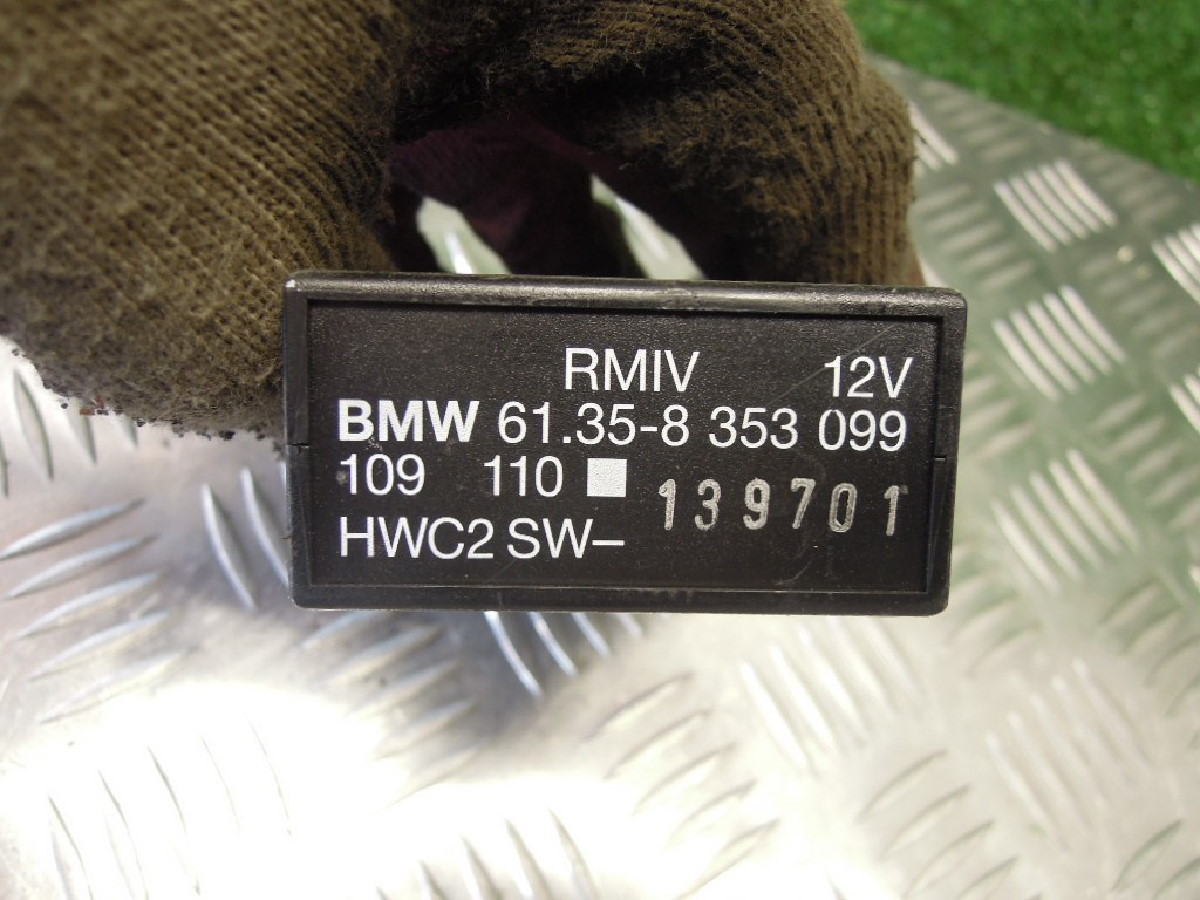 RMIV 12V
BMW 61.35-8 353 099
109 110 139701
HWC2 SW–